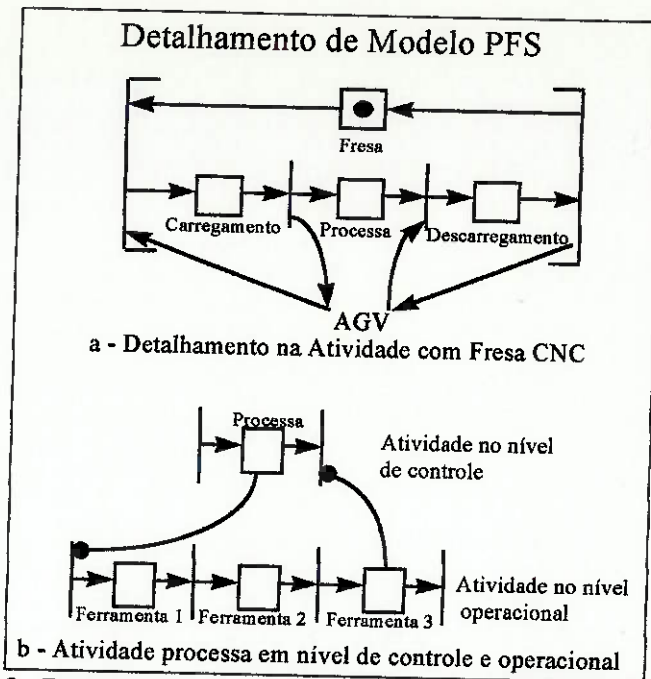 Detalhamento de Modelo PFS
Fresa
Carregamento
Processa
Descarregamento
AGV
a - Detalhamento na Atividade com Fresa CNC
Processa
Atividade no nível
de controle
Ferramenta 1
Ferramenta 2
Ferramenta 3
Atividade no nível
operacional
b - Atividade processa em nível de controle e operacional